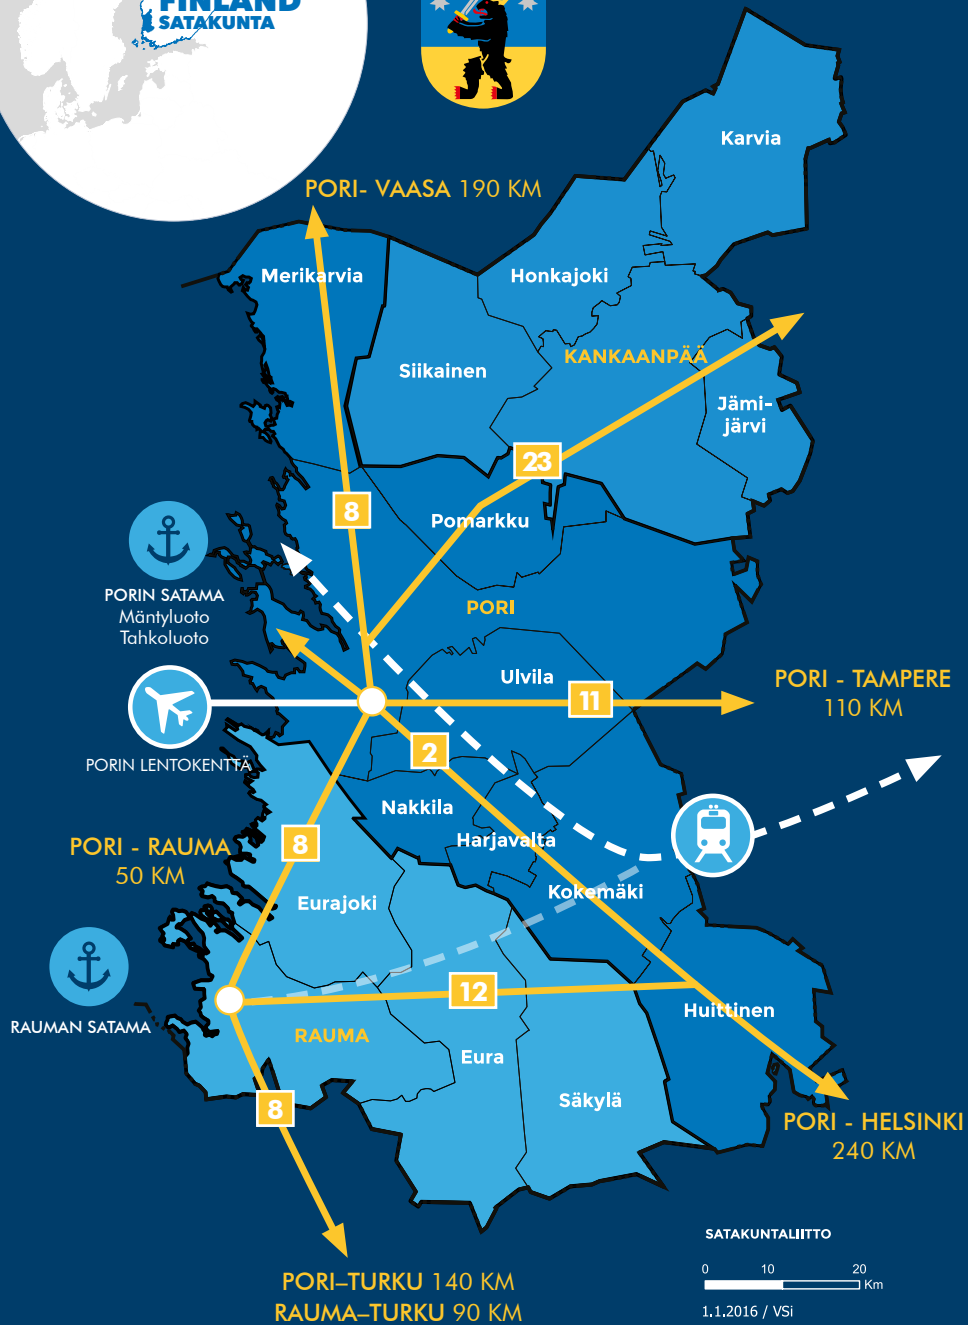 FINLAND
SATAKUNTA
Karvia
PORI- VAASA 190 KM
Merikarvia
Honkajoki
KANKAANPÄÄ
Siikainen
Jämi-
järvi
23
8
Pomarkku
PORIN SATAMA
Mäntyluoto
Tahkoluoto
PORI
Ulvila
PORI - TAMPERE
110 KM
11
2
PORIN LENTOKENTTÄ
Nakkila
Harjavalta
8
PORI - RAUMA
50 KM
Kokemäki
Eurajoki
12
Huittinen
RAUMAN SATAMA
RAUMA
Eura
Säkylä
8
PORI - HELSINKI
240 KM
SATAKUNTALIITTO
0 10 20
Km
1.1.2016 / VSi
PORI–TURKU 140 KM
RAUMA–TURKU 90 KM